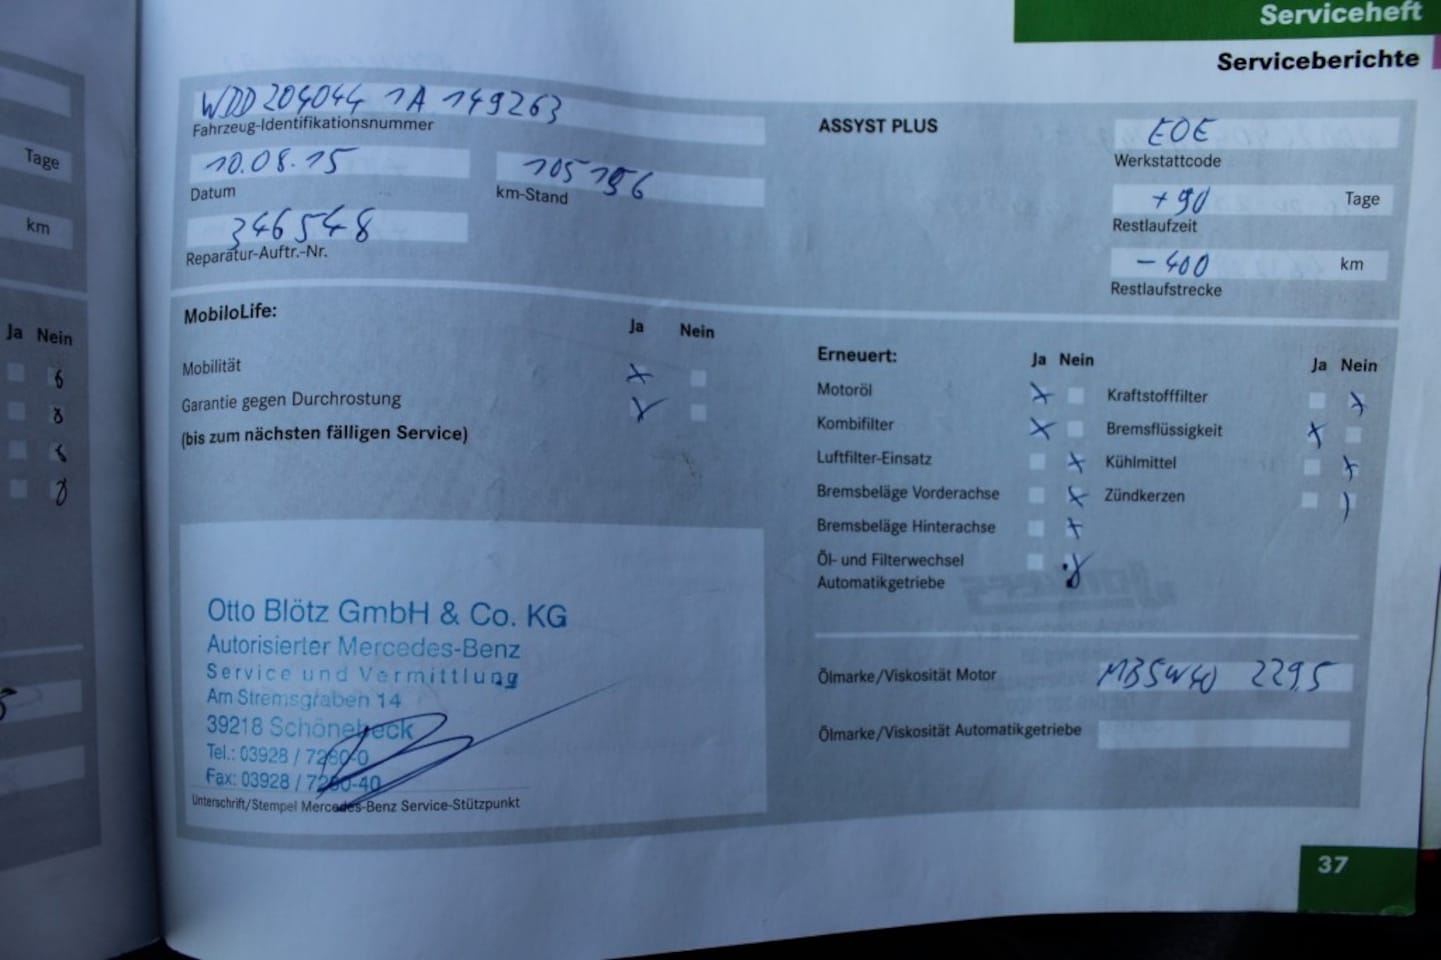 Serviceheft
Serviceberichte
WDD204044 1A 149263
Fahrzeug-Identifikationsnummer
10.08.15
Datum
105156
km-Stand
346548
Reparatur-Auftr.-Nr.
ASSYST PLUS
EOE
Werkstattcode
+90 Tage
Restlaufzeit
-400 km
Restlaufstrecke
Tage
km
Ja Nein
MobiloLife:
Ja Nein
Mobilität
Garantie gegen Durchrostung
(bis zum nächsten fälligen Service)
Erneuert: Ja Nein
Motoröl
Kombifilter
Luftfilter-Einsatz
Bremsbeläge Vorderachse
Bremsbeläge Hinterachse
Öl- und Filterwechsel
Automatikgetriebe
Ja Nein
Kraftstofffilter
Bremsflüssigkeit
Kühlmittel
Zündkerzen
Otto Blötz GmbH & Co. KG
Autorisierter Mercedes-Benz
Service und Vermittlung
Am Stremsgraben 14
39218 Schönebeck
Tel.: 03928 / 7280-0
Fax: 03928 / 7280-40
Unterschrift/Stempel Mercedes-Benz Service-Stützpunkt
Ölmarke/Viskosität Motor MB5W40 229,5
Ölmarke/Viskosität Automatikgetriebe
37